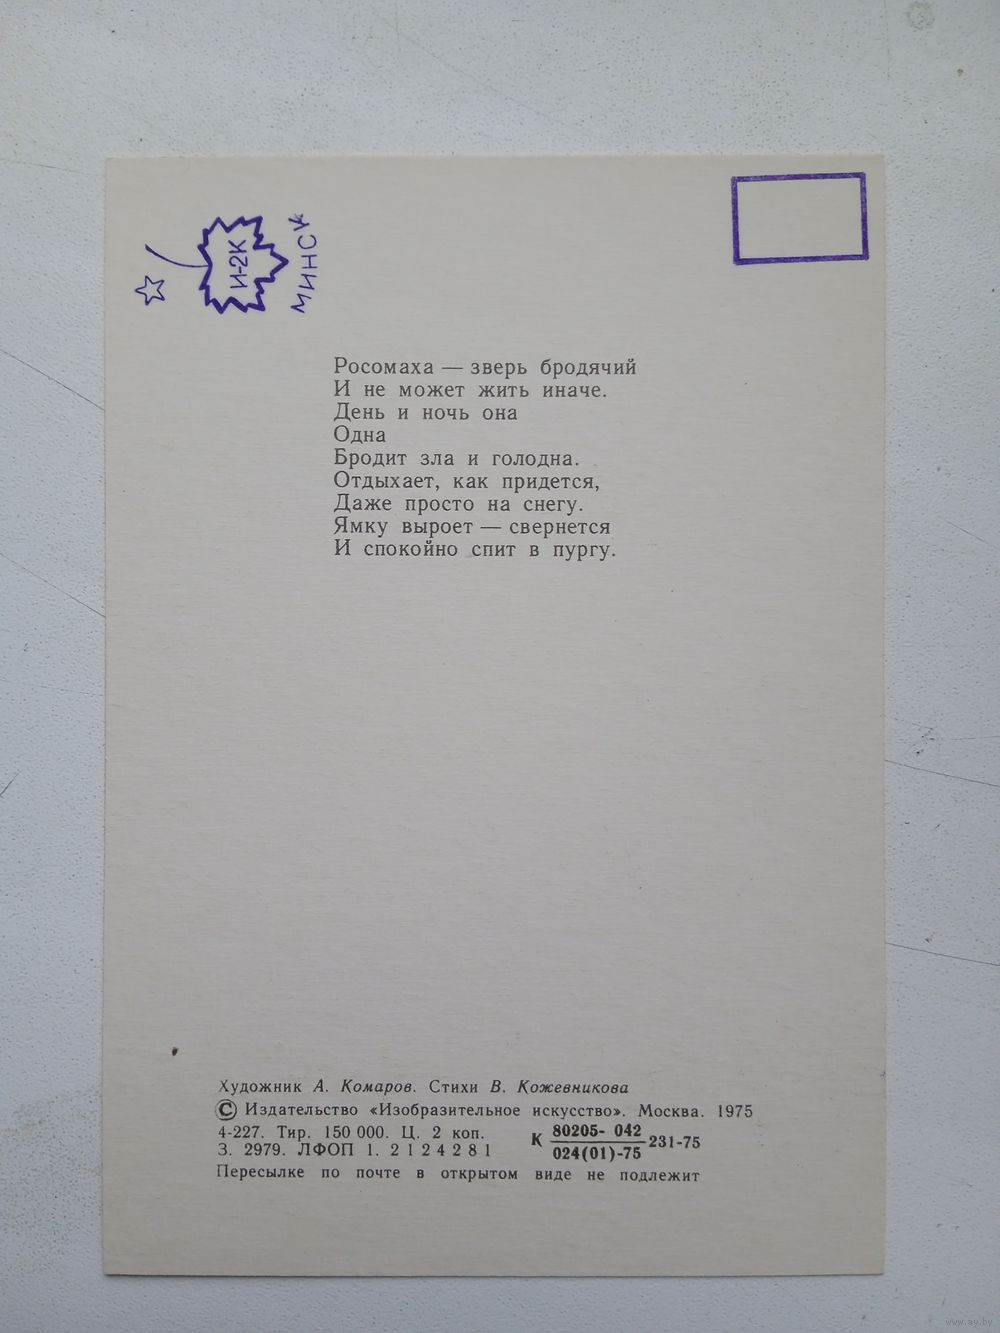 И-2К
МИНСК
Росомаха — зверь бродячий
И не может жить иначе.
День и ночь она
Одна
Бродит зла и голодна.
Отдыхает, как придется,
Даже просто на снегу.
Ямку выроет — свернется
И спокойно спит в пургу.
Художник А. Комаров. Стихи В. Кожевникова
© Издательство «Изобразительное искусство». Москва. 1975
4-227. Тир. 150 000. Ц. 2 коп.
З. 2979. ЛФОП 1. 2 1 2 4 2 8 1
К 80205- 042
024(01)-75 231-75
Пересылке по почте в открытом виде не подлежит
www.ay.by